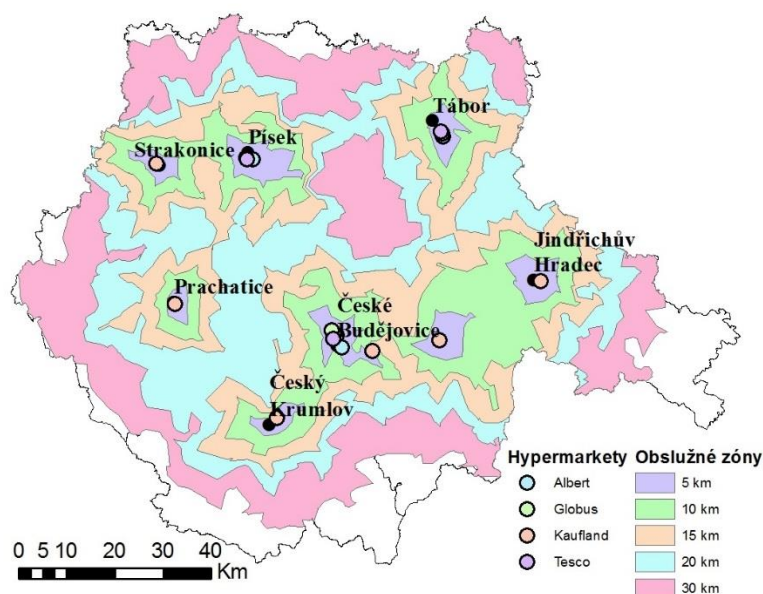 Tábor
Strakonice
Písek
Jindřichův
Hradec
Prachatice
České
Budějovice
Český
Krumlov
Hypermarkety
Albert
Globus
Kaufland
Tesco
Obslužné zóny
5 km
10 km
15 km
20 km
30 km
0 5 10 20 30 40
Km